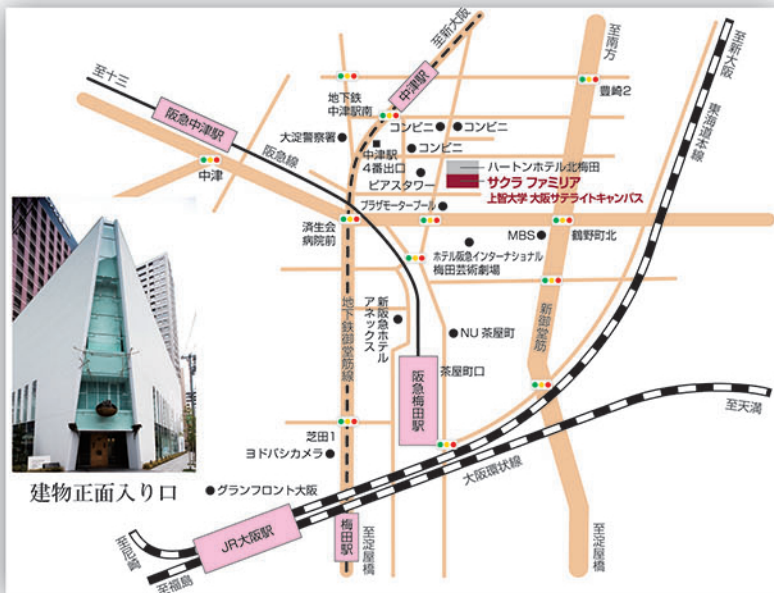 至新大阪
至南方
至新大阪
至十三
阪急中津駅
中津駅
地下鉄
中津駅南
豊崎2
東海道本線
コンビニ
コンビニ
大淀警察署
阪急線
中津駅
4番出口
コンビニ
ハートンホテル北梅田
サクラ ファミリア
上智大学 大阪サテライトキャンパス
中津
ピアスタワー
プラザモータープール
済生会
病院前
MBS
鶴野町北
ホテル阪急インターナショナル
梅田芸術劇場
新阪急ホテル
アネックス
地下鉄御堂筋線
新御堂筋
NU 茶屋町
茶屋町口
阪急梅田駅
至天満
芝田1
ヨドバシカメラ
大阪環状線
建物正面入り口
グランフロント大阪
JR大阪駅
梅田駅
至淀屋橋
至淀屋橋
至尼崎
至福島